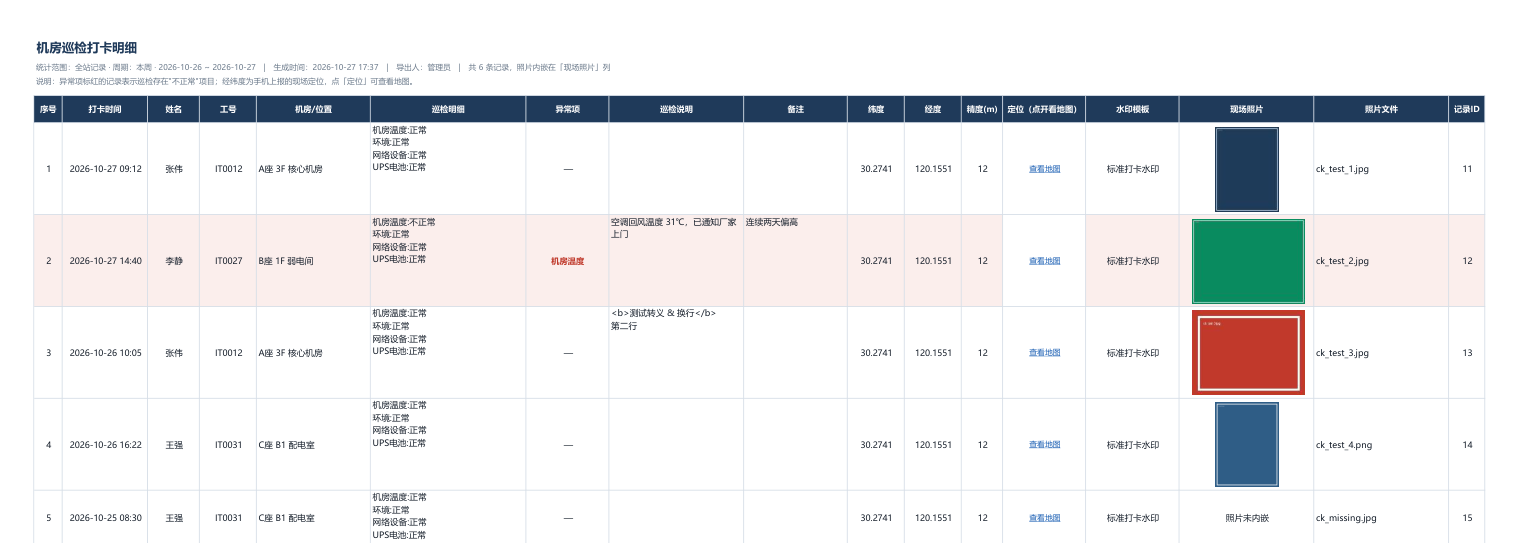 机房巡检打卡明细
统计范围：全站记录 · 周期：本周 · 2026-10-26 ~ 2026-10-27 | 生成时间：2026-10-27 17:37 | 导出人：管理员 | 共 6 条记录，照片内嵌在「现场照片」列
说明：异常项标红的记录表示巡检存在"不正常"项目；经纬度为手机上报的现场定位，点「定位」可查看地图。
序号 打卡时间 姓名 工号 机房/位置 巡检明细 异常项 巡检说明 备注 纬度 经度 精度(m) 定位（点开看地图） 水印模板 现场照片 照片文件 记录ID
机房温度:正常
环境:正常
网络设备:正常
UPS电池:正常
1 2026-10-27 09:12 张伟 IT0012 A座 3F 核心机房 — 30.2741 120.1551 12 查看地图 标准打卡水印 ck_test_1.jpg 11
机房温度:不正常
环境:正常
网络设备:正常
UPS电池:正常
空调回风温度 31℃，已通知厂家
上门
连续两天偏高
2 2026-10-27 14:40 李静 IT0027 B座 1F 弱电间 机房温度 30.2741 120.1551 12 查看地图 标准打卡水印 ck_test_2.jpg 12
机房温度:正常
环境:正常
网络设备:正常
UPS电池:正常
<b>测试转义 & 换行</b>
第二行
3 2026-10-26 10:05 张伟 IT0012 A座 3F 核心机房 — 30.2741 120.1551 12 查看地图 标准打卡水印 ck_test_3.jpg 13
机房温度:正常
环境:正常
网络设备:正常
UPS电池:正常
4 2026-10-26 16:22 王强 IT0031 C座 B1 配电室 — 30.2741 120.1551 12 查看地图 标准打卡水印 ck_test_4.png 14
机房温度:正常
环境:正常
网络设备:正常
UPS电池:正常
5 2026-10-25 08:30 王强 IT0031 C座 B1 配电室 — 30.2741 120.1551 12 查看地图 标准打卡水印 照片未内嵌 ck_missing.jpg 15